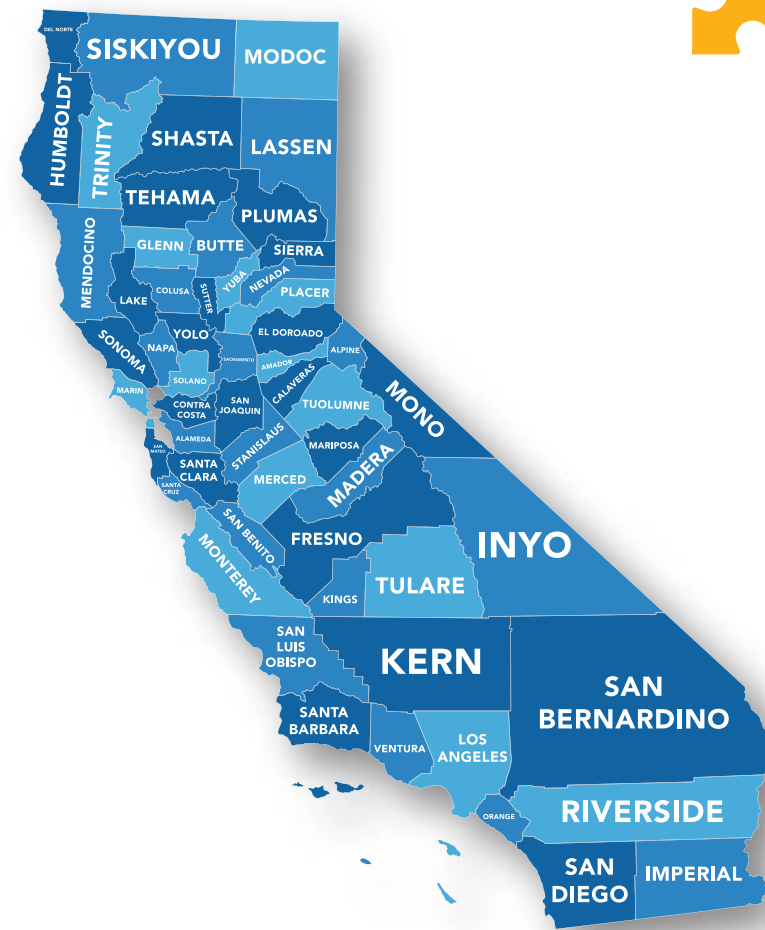 DEL NORTE
SISKIYOU
MODOC
HUMBOLDT
TRINITY
SHASTA
LASSEN
TEHAMA
PLUMAS
MENDOCINO
GLENN
BUTTE
SIERRA
LAKE
COLUSA
SUTTER
YUBA
NEVADA
PLACER
SONOMA
NAPA
YOLO
EL DOROADO
SACRAMENTO
AMADOR
ALPINE
MARIN
SOLANO
CALAVERAS
CONTRA
COSTA
SAN
JOAQUIN
TUOLUMNE
MONO
SAN
MATEO
ALAMEDA
STANISLAUS
MARIPOSA
SANTA
CLARA
MERCED
MADERA
SANTA
CRUZ
SAN BENITO
FRESNO
INYO
MONTEREY
KINGS
TULARE
SAN
LUIS
OBISPO
KERN
SAN
BERNARDINO
SANTA
BARBARA
VENTURA
LOS
ANGELES
ORANGE
RIVERSIDE
SAN
DIEGO
IMPERIAL